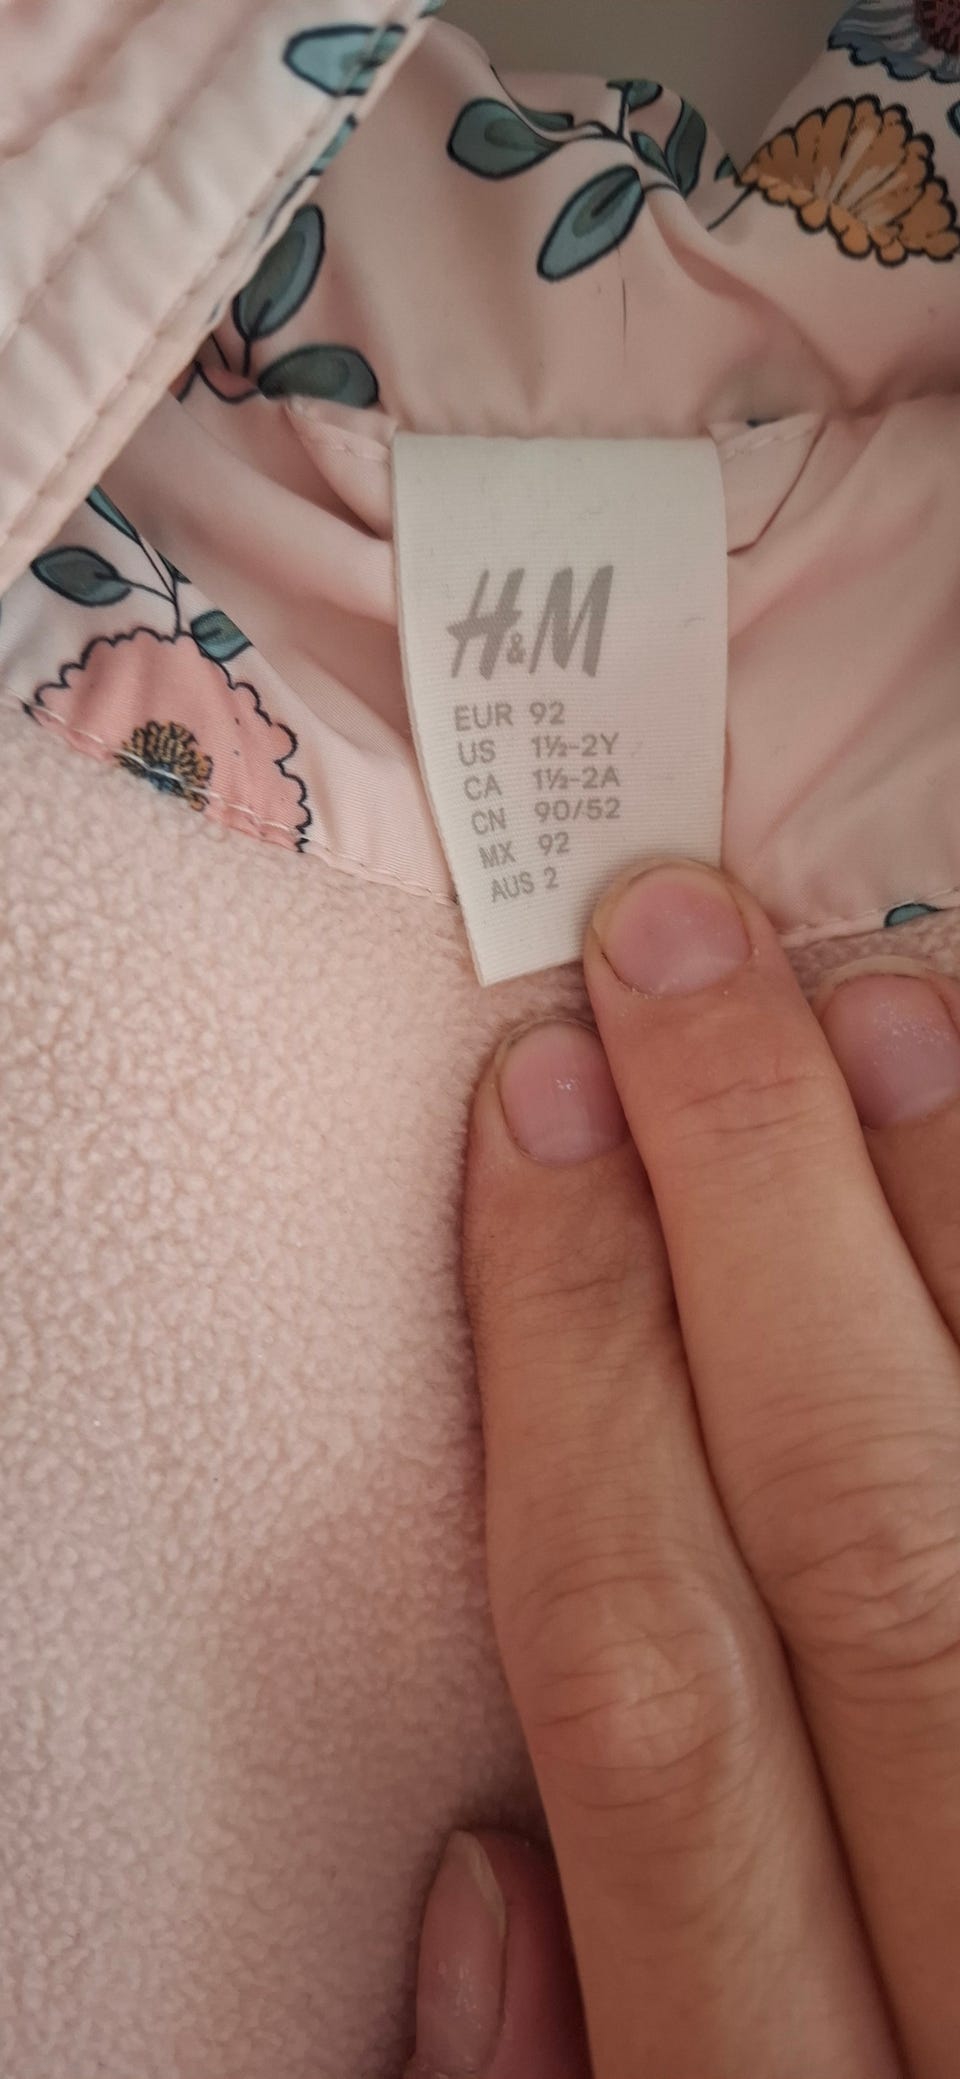 H&M
EUR 92
US 1½-2Y
CA 1½-2A
CN 90/52
MX 92
AUS 2